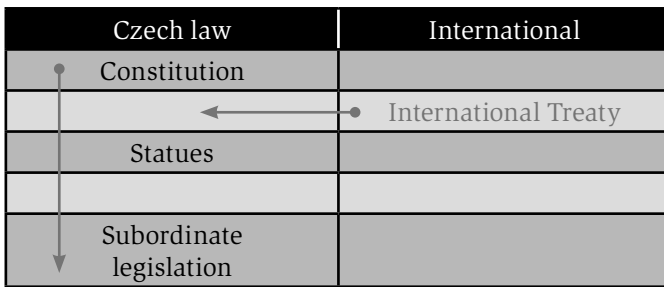 Czech law International
Constitution
International Treaty
Statues
Subordinate
legislation